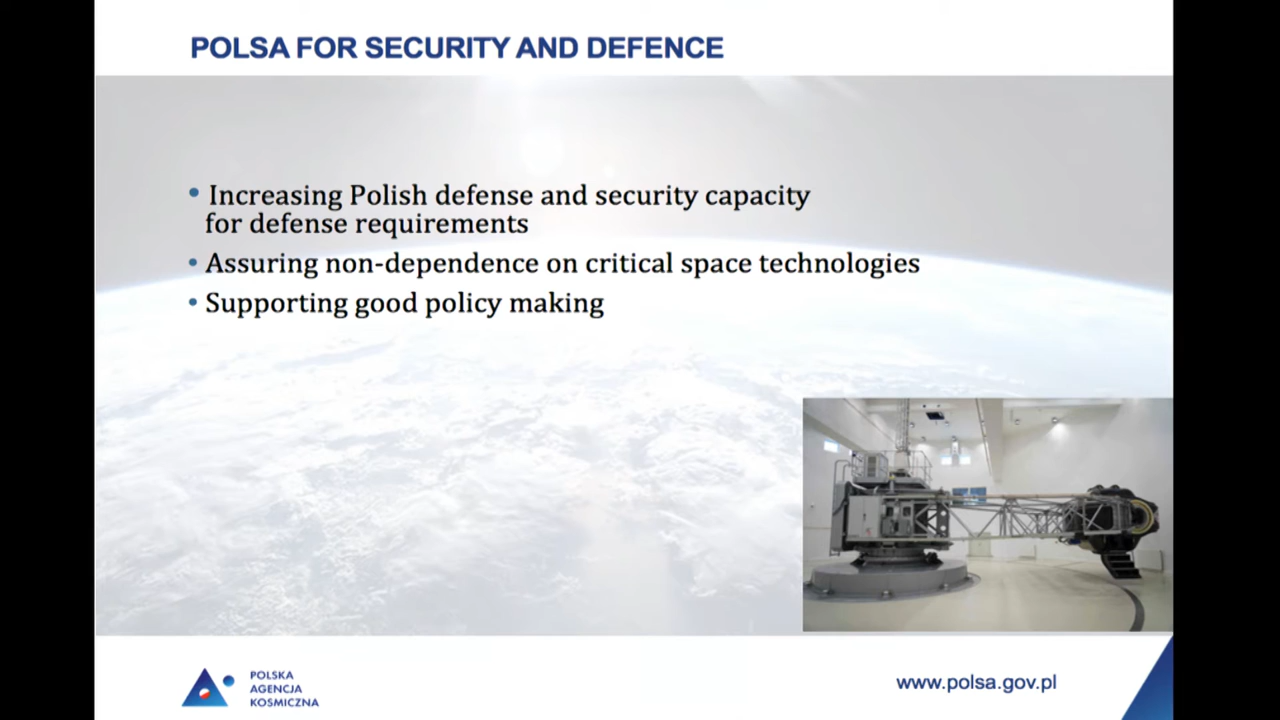 POLSA FOR SECURITY AND DEFENCE
• Increasing Polish defense and security capacity
for defense requirements
• Assuring non-dependence on critical space technologies
• Supporting good policy making
POLSKA
AGENCJA
KOSMICZNA
www.polsa.gov.pl